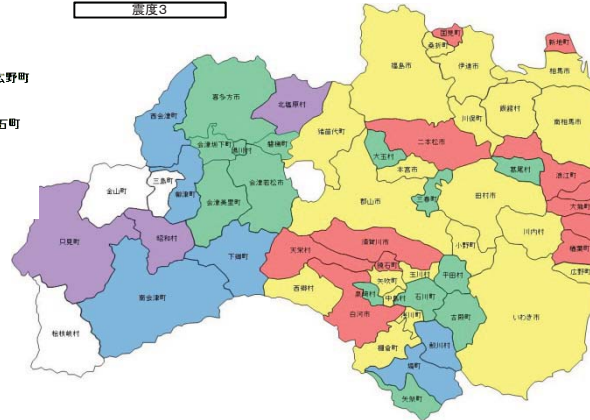 震度3
国見町
新地町
桑折町
福島市
伊達市
相馬市
広野町
西会津町
喜多方市
北塩原村
川俣町
飯舘村
南相馬市
石町
猪苗代町
二本松市
会津坂下町
湯川村
磐梯町
大玉村
本宮市
葛尾村
浪江町
金山町
三島町
柳津町
会津若松市
会津美里町
郡山市
三春町
田村市
大熊町
只見町
昭和村
下郷町
天栄村
須賀川市
小野町
川内村
楢葉町
鏡石町
広野町
南会津町
西郷村
矢吹町
玉川村
平田村
泉崎村
中島村
石川町
白河市
古殿町
いわき市
檜枝岐村
棚倉町
鮫川村
塙町
矢祭町